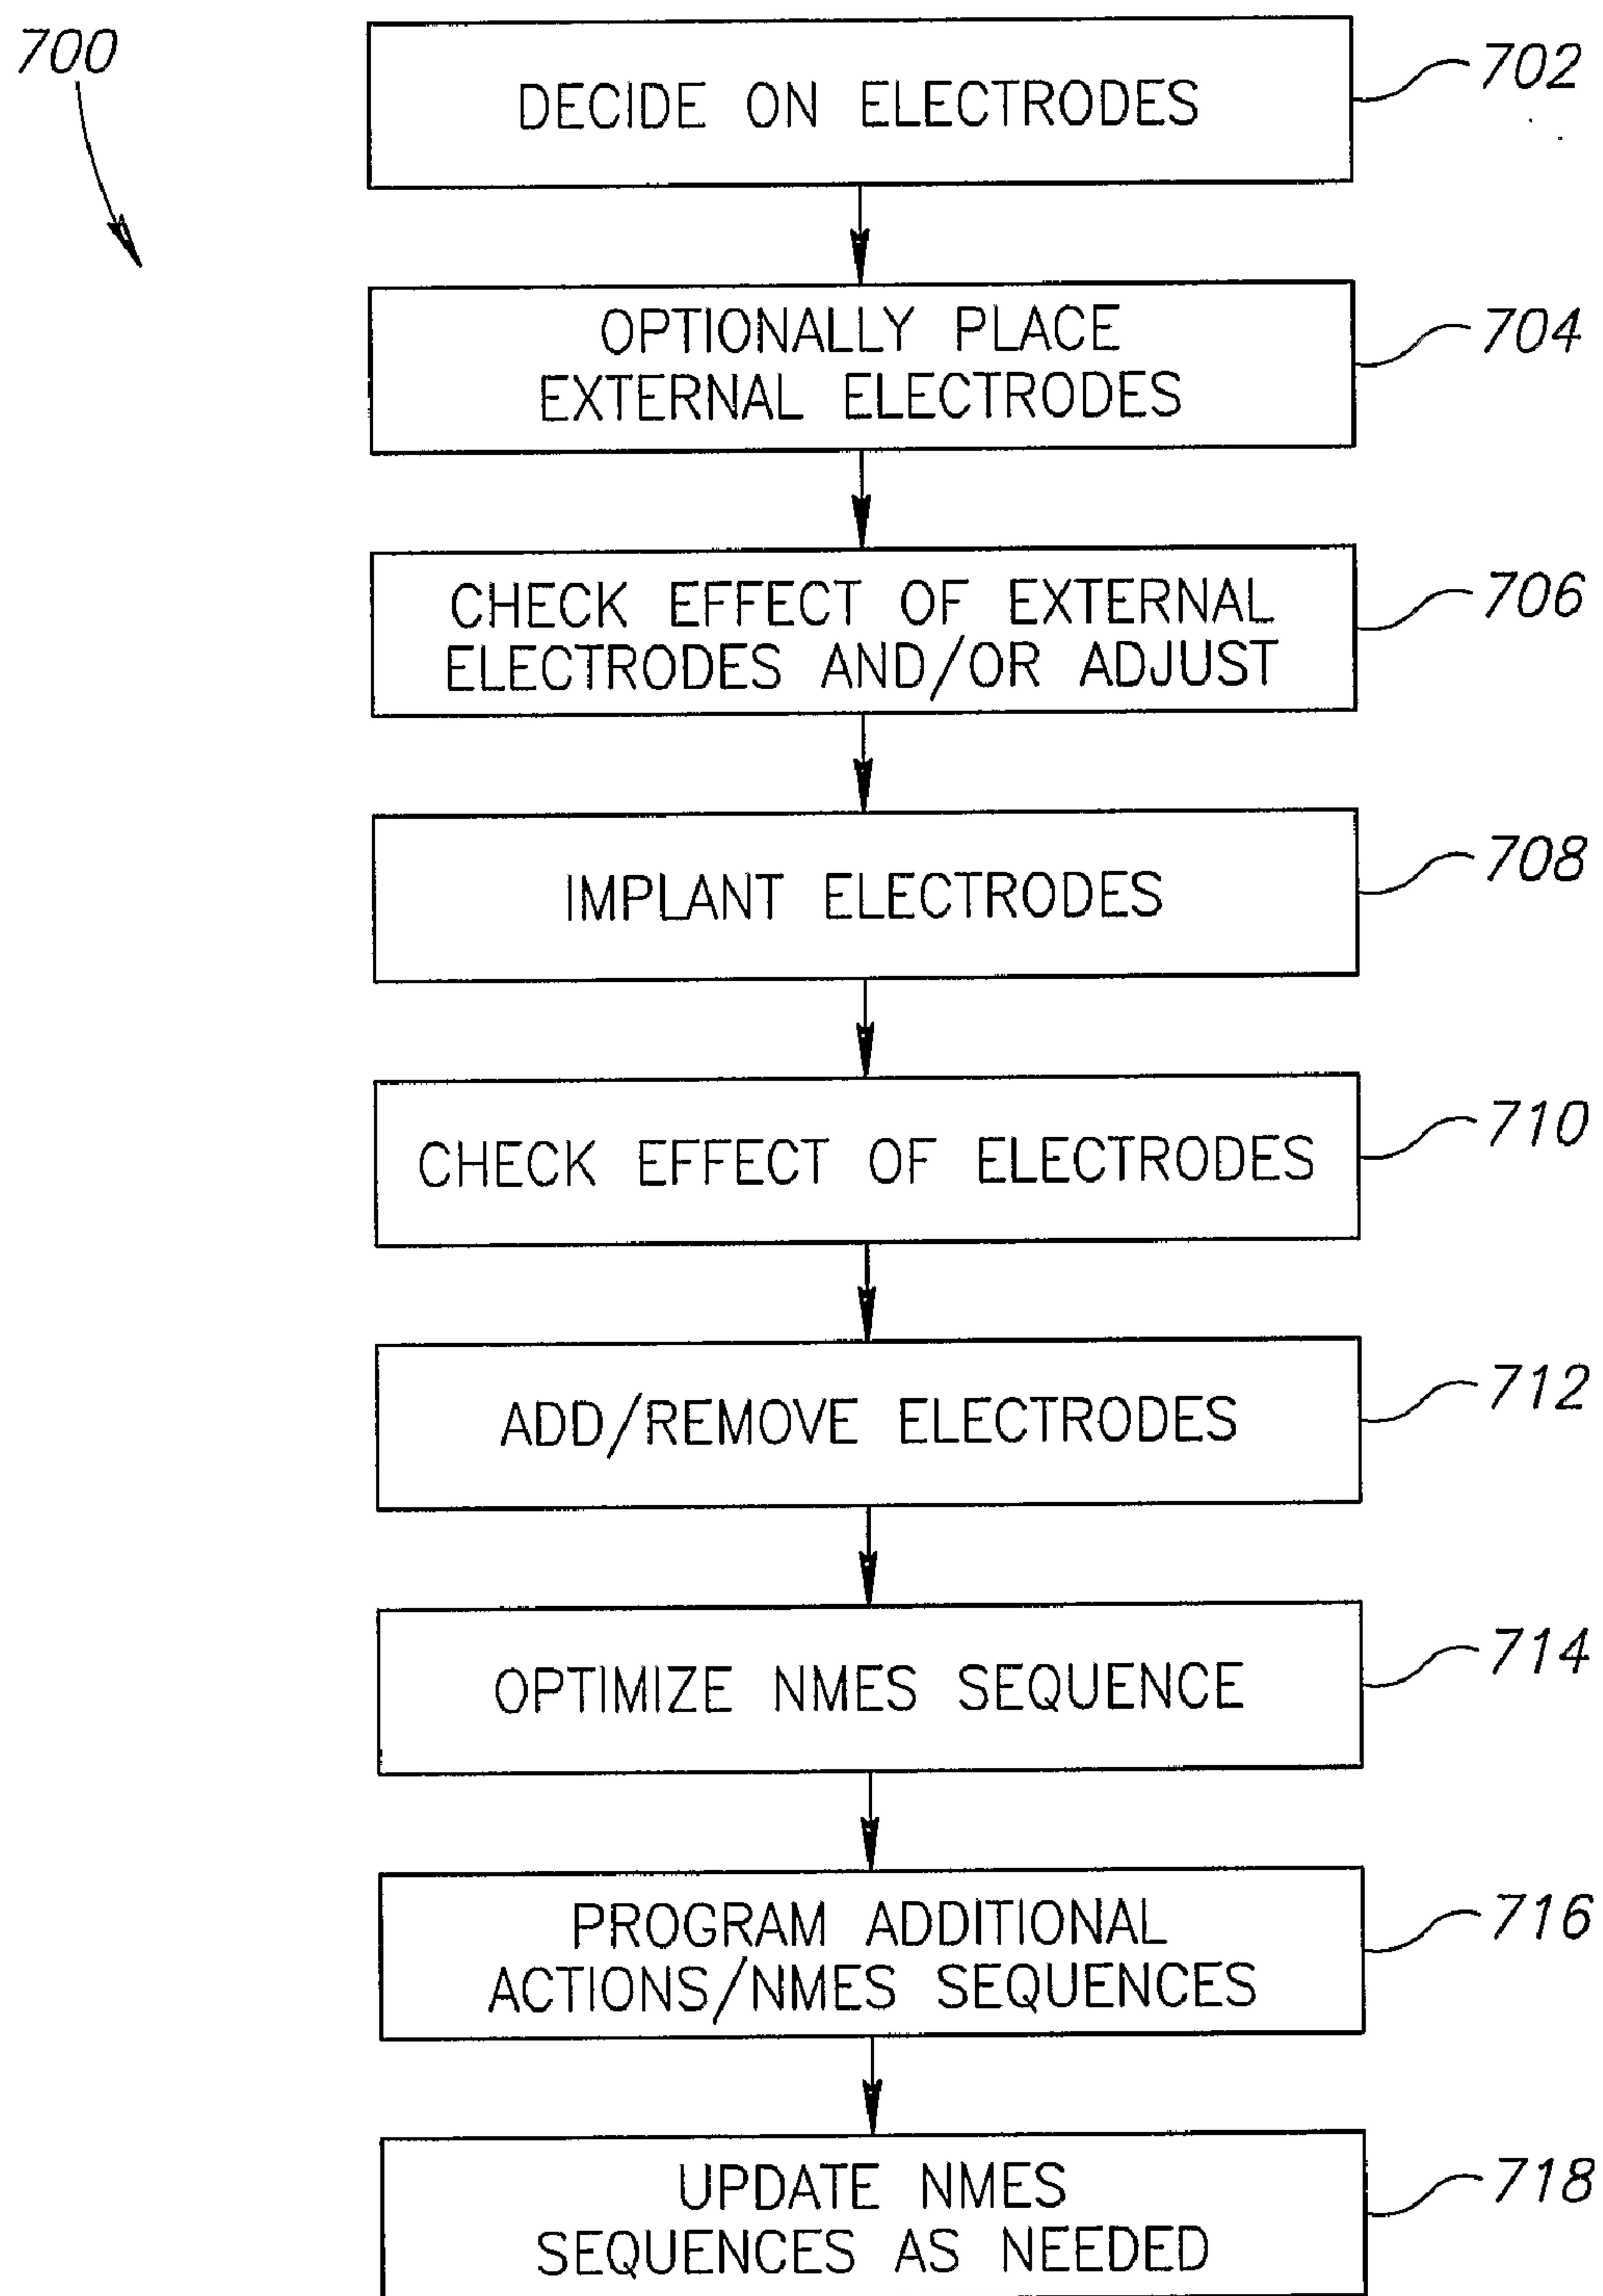 700
DECIDE ON ELECTRODES
702
OPTIONALLY PLACE
EXTERNAL ELECTRODES
704
CHECK EFFECT OF EXTERNAL
ELECTRODES AND/OR ADJUST
706
IMPLANT ELECTRODES
708
CHECK EFFECT OF ELECTRODES
710
ADD/REMOVE ELECTRODES
712
OPTIMIZE NMES SEQUENCE
714
PROGRAM ADDITIONAL
ACTIONS/NMES SEQUENCES
716
UPDATE NMES
SEQUENCES AS NEEDED
718